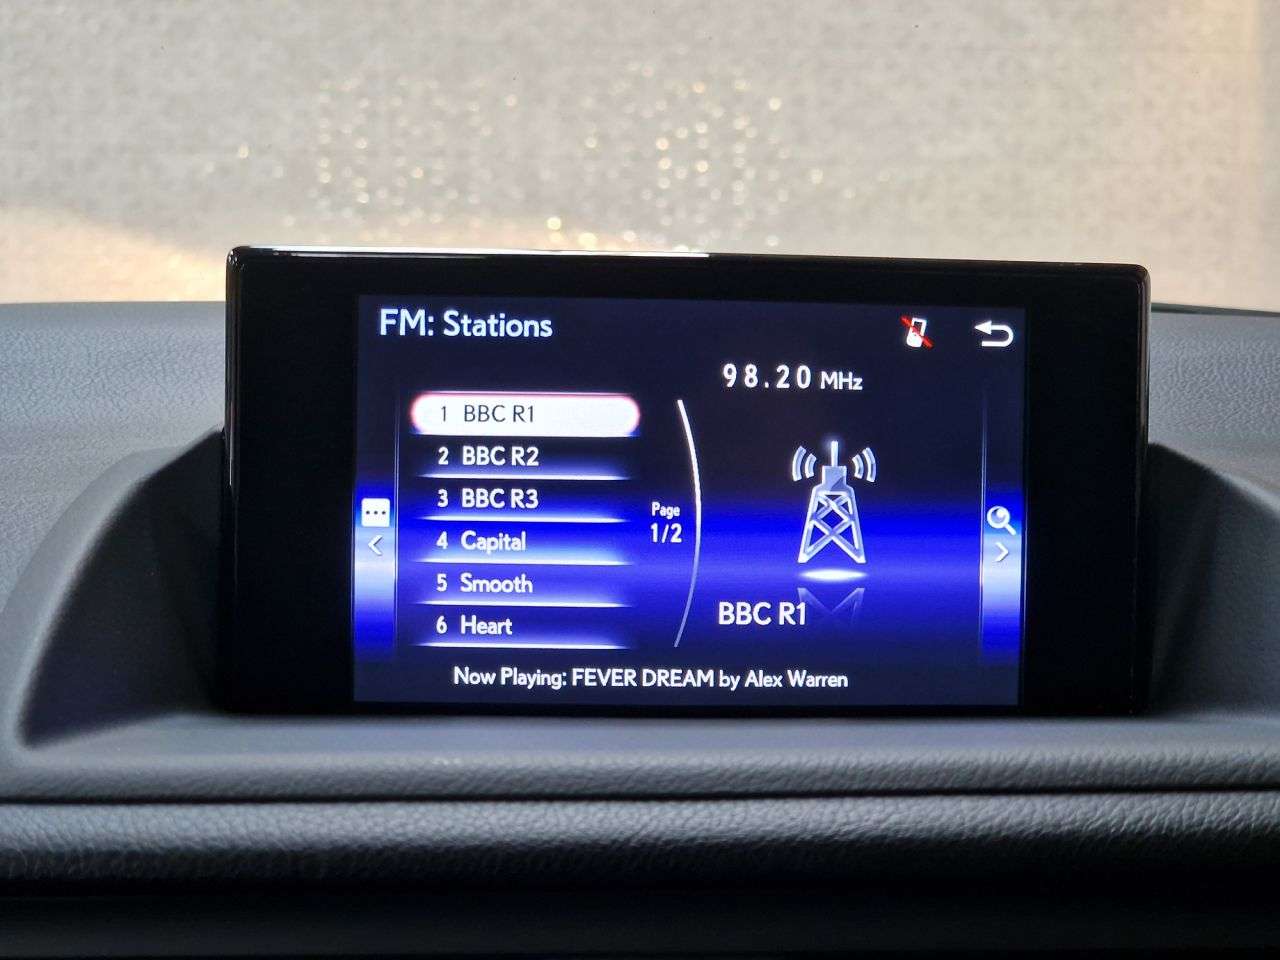 FM: Stations
98.20 MHz
1 BBC R1
2 BBC R2
3 BBC R3
4 Capital
5 Smooth
6 Heart
Page
1/2
BBC R1
Now Playing: FEVER DREAM by Alex Warren